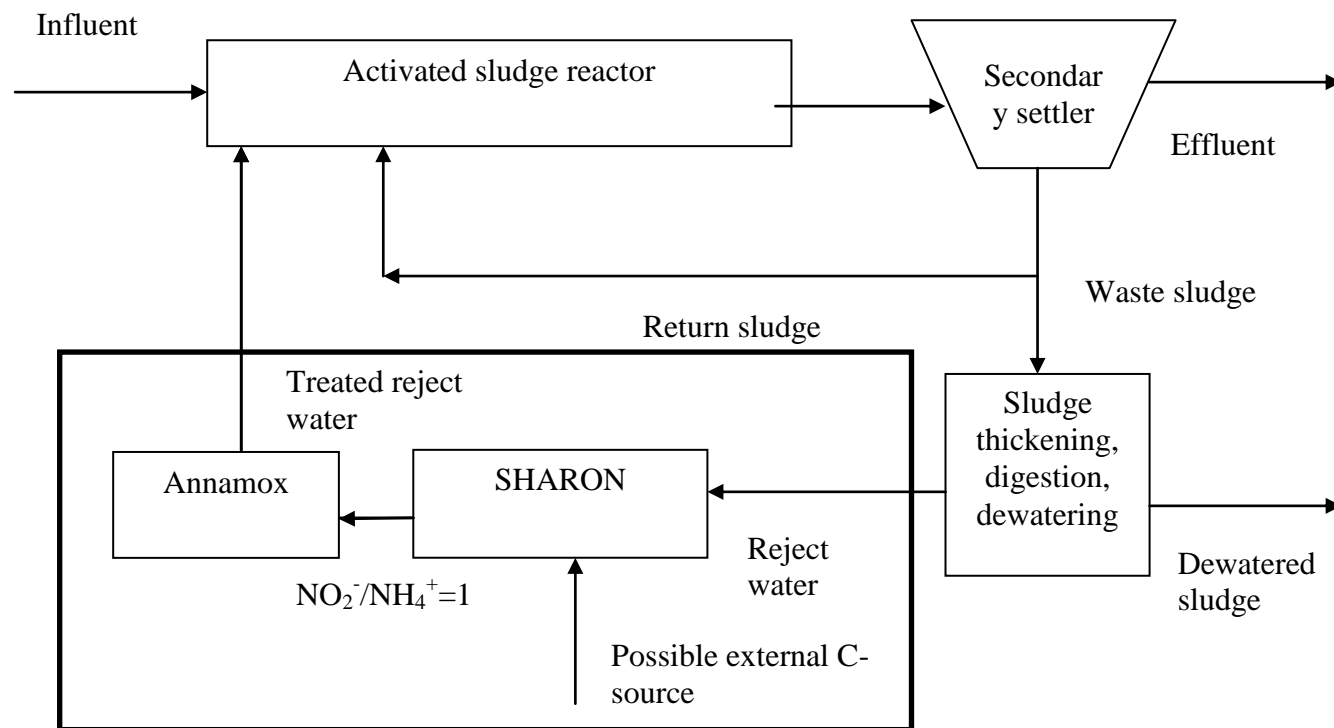 Influent
Activated sludge reactor
Secondar
y settler
Effluent
Waste sludge
Return sludge
Treated reject
water
Sludge
thickening,
digestion,
dewatering
Annamox
SHARON
Reject
water
Dewatered
sludge
NO₂⁻/NH₄⁺=1
Possible external C-
source